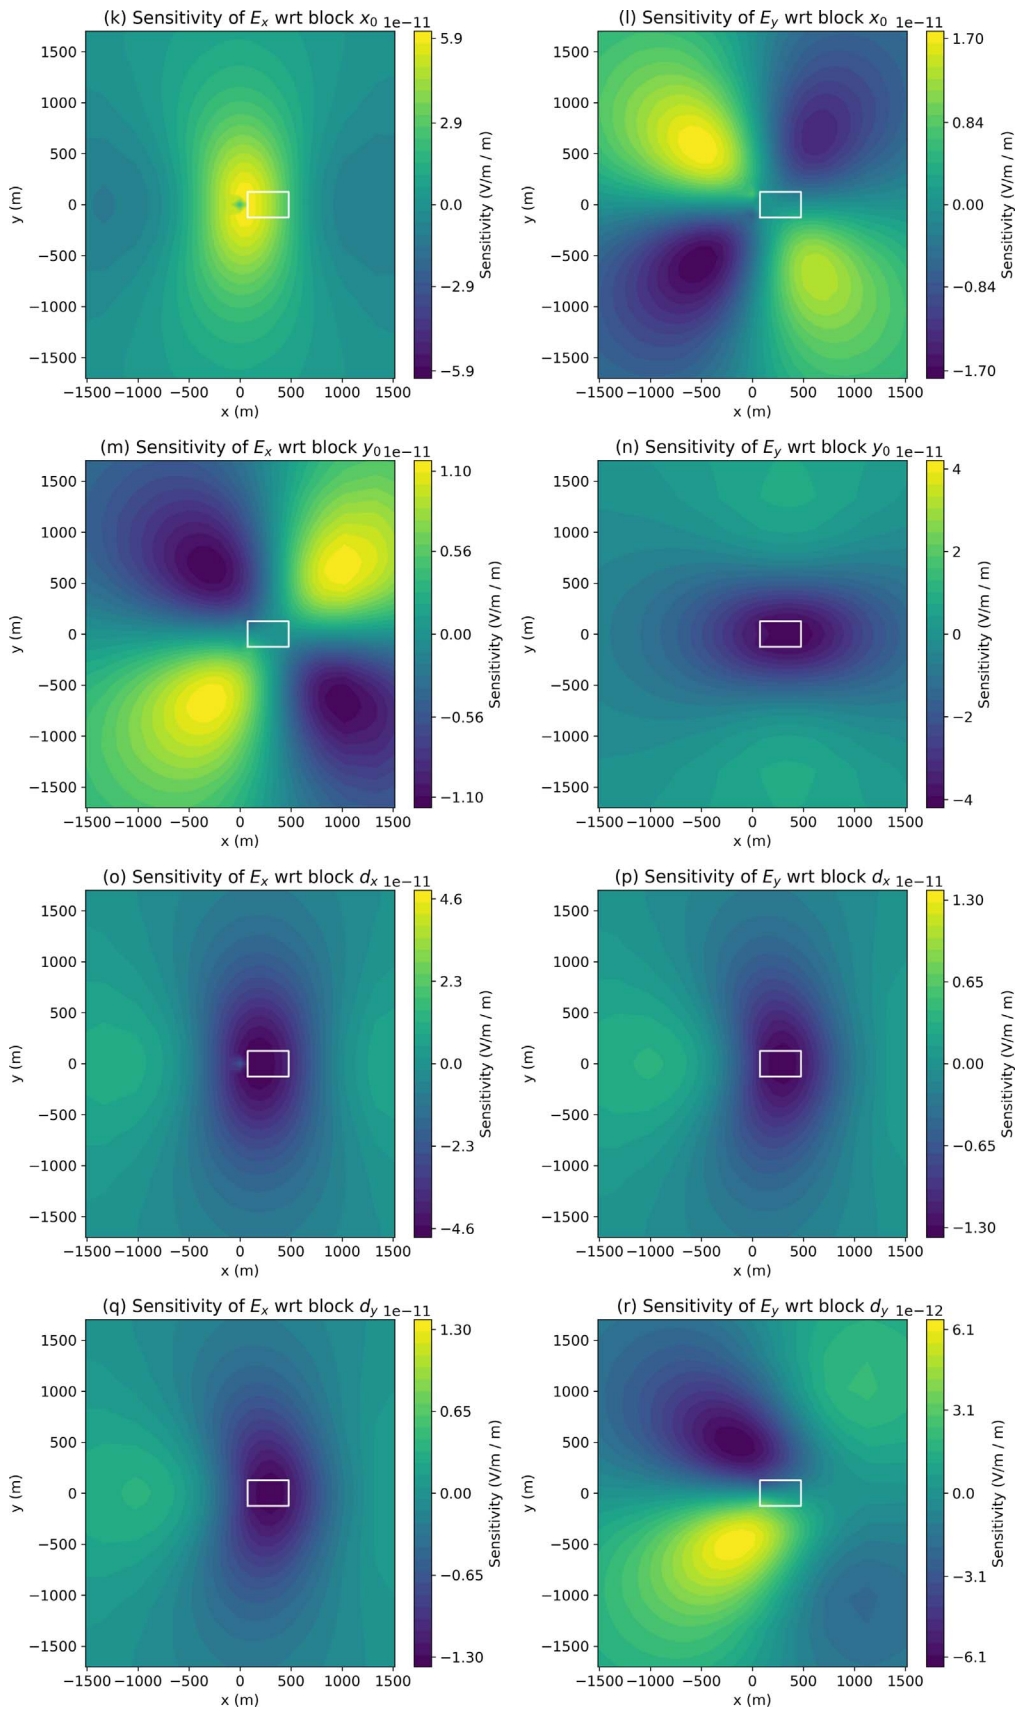 (k) Sensitivity of Eₓ wrt block x₀ 1e−11
1500
1000
500
0
−500
−1000
−1500
y (m)
−1500 −1000 −500 0 500 1000 1500
x (m)
5.9
2.9
0.0
−2.9
−5.9
Sensitivity (V/m / m)
(l) Sensitivity of E_y wrt block x₀ 1e−11
1500
1000
500
0
−500
−1000
−1500
y (m)
−1500 −1000 −500 0 500 1000 1500
x (m)
1.70
0.84
0.00
−0.84
−1.70
Sensitivity (V/m / m)
(m) Sensitivity of Eₓ wrt block y₀ 1e−11
1500
1000
500
0
−500
−1000
−1500
y (m)
−1500 −1000 −500 0 500 1000 1500
x (m)
1.10
0.56
0.00
−0.56
−1.10
Sensitivity (V/m / m)
(n) Sensitivity of E_y wrt block y₀ 1e−11
1500
1000
500
0
−500
−1000
−1500
y (m)
−1500 −1000 −500 0 500 1000 1500
x (m)
4
2
0
−2
−4
Sensitivity (V/m / m)
(o) Sensitivity of Eₓ wrt block dₓ 1e−11
1500
1000
500
0
−500
−1000
−1500
y (m)
−1500 −1000 −500 0 500 1000 1500
x (m)
4.6
2.3
0.0
−2.3
−4.6
Sensitivity (V/m / m)
(p) Sensitivity of E_y wrt block dₓ 1e−11
1500
1000
500
0
−500
−1000
−1500
y (m)
−1500 −1000 −500 0 500 1000 1500
x (m)
1.30
0.65
0.00
−0.65
−1.30
Sensitivity (V/m / m)
(q) Sensitivity of Eₓ wrt block d_y 1e−11
1500
1000
500
0
−500
−1000
−1500
y (m)
−1500 −1000 −500 0 500 1000 1500
x (m)
1.30
0.65
0.00
−0.65
−1.30
Sensitivity (V/m / m)
(r) Sensitivity of E_y wrt block d_y 1e−12
1500
1000
500
0
−500
−1000
−1500
y (m)
−1500 −1000 −500 0 500 1000 1500
x (m)
6.1
3.1
0.0
−3.1
−6.1
Sensitivity (V/m / m)